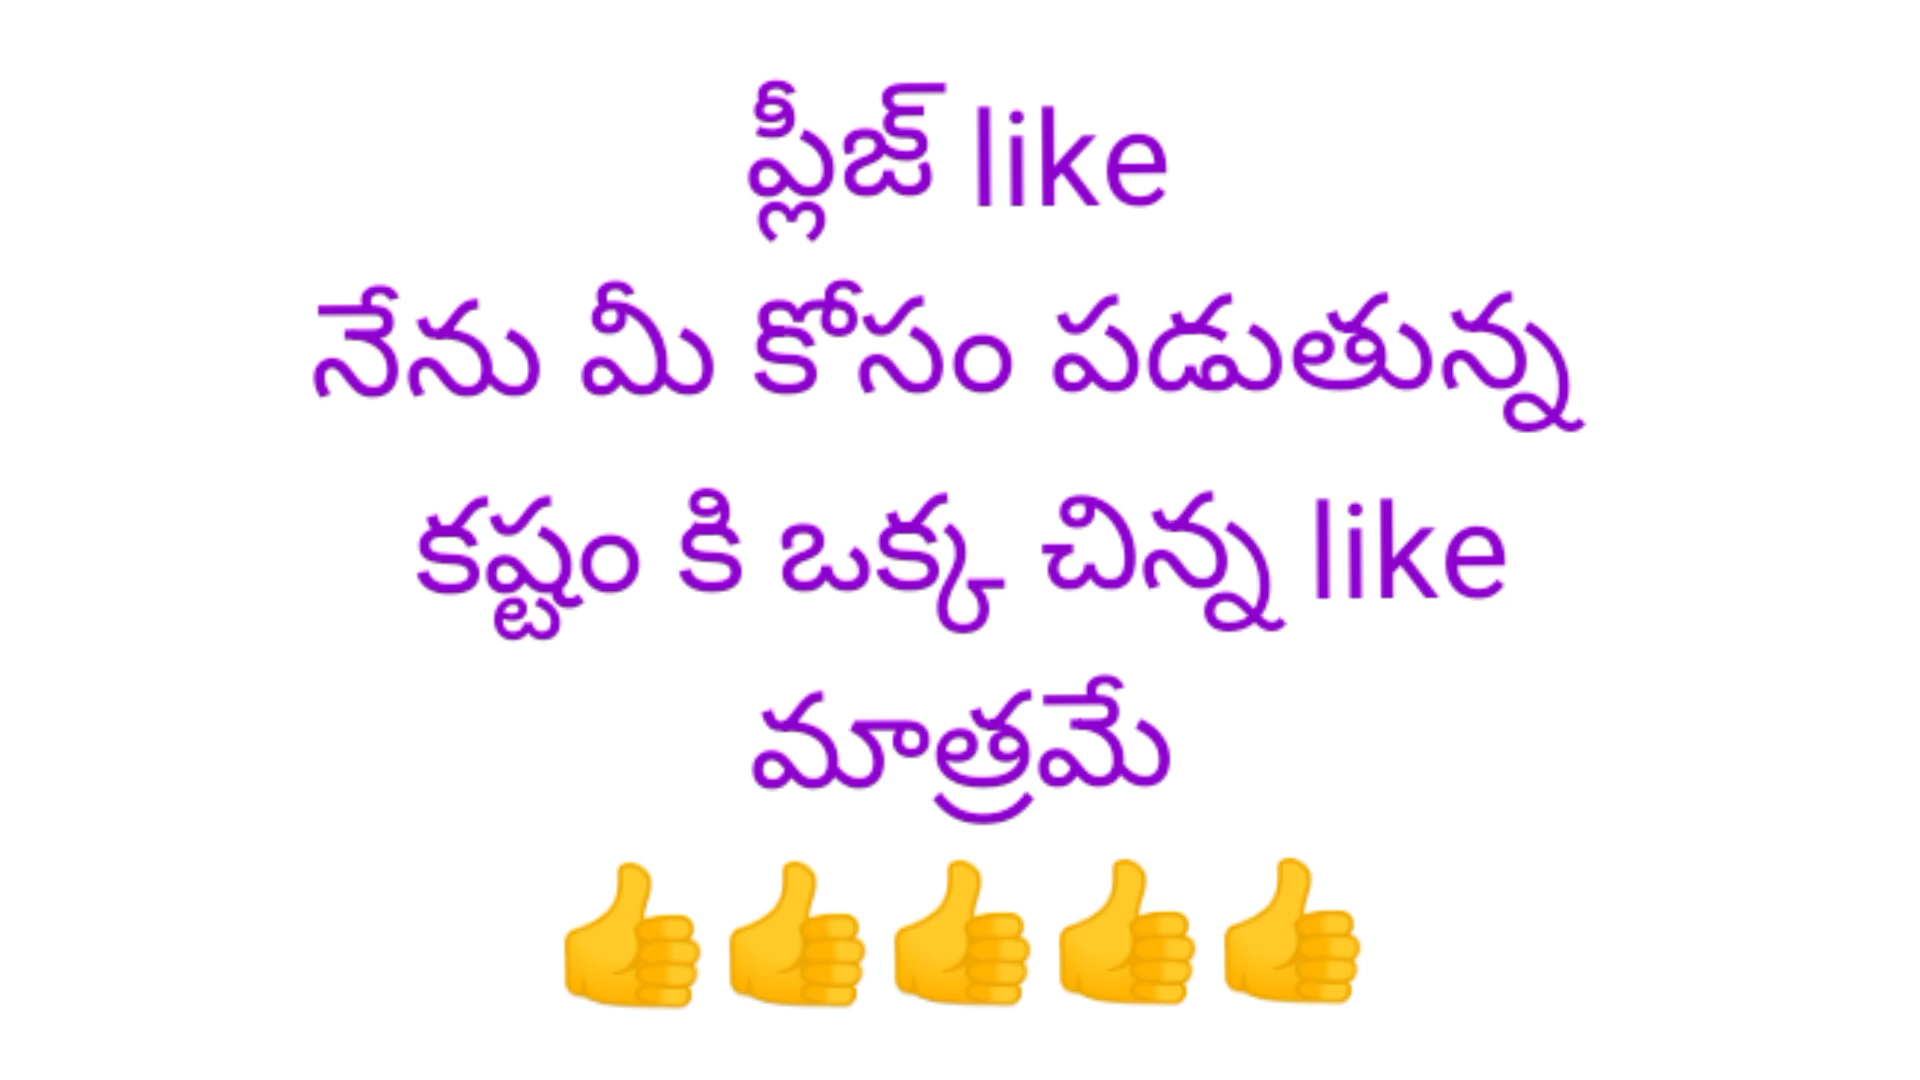 ప్లీజ్ like
నేను మీ కోసం పడుతున్న
కష్టం కి ఒక్క చిన్న like
మాత్రమే
👍👍👍👍👍